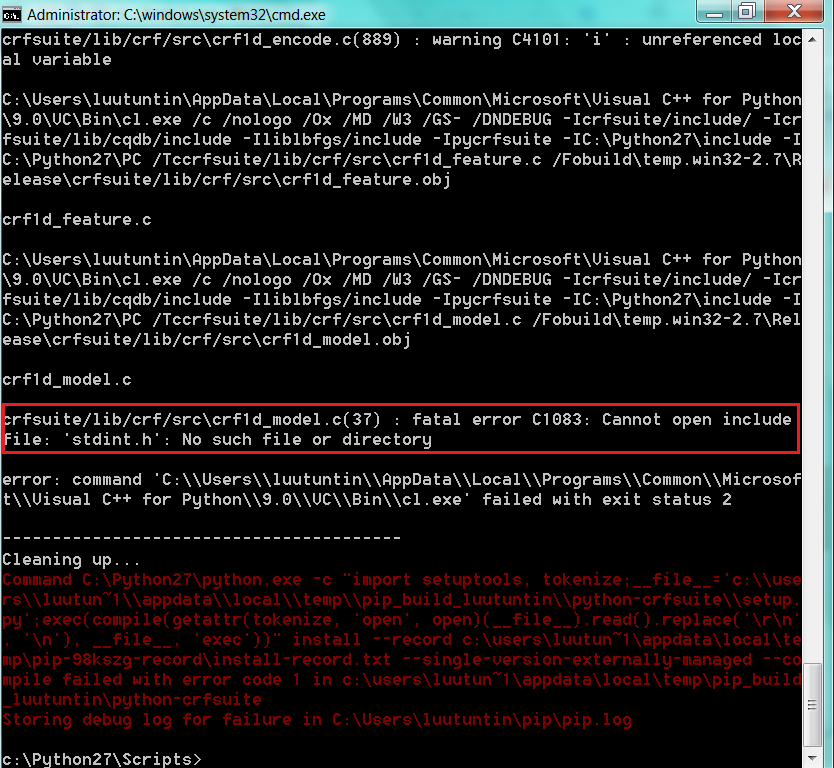 Administrator: C:\windows\system32\cmd.exe
crfsuite/lib/crf/src\crf1d_encode.c(889) : warning C4101: 'i' : unreferenced loc
al variable
C:\Users\luutuntin\AppData\Local\Programs\Common\Microsoft\Visual C++ for Python
\9.0\VC\Bin\cl.exe /c /nologo /Ox /MD /W3 /GS- /DNDEBUG -Icrfsuite/include/ -Icr
fsuite/lib/cqdb/include -Iliblbfgs/include -Ipycrfsuite -IC:\Python27\include -I
C:\Python27\PC /Tccrfsuite/lib/crf/src\crf1d_feature.c /Fobuild\temp.win32-2.7\R
elease\crfsuite/lib/crf/src\crf1d_feature.obj
crf1d_feature.c
C:\Users\luutuntin\AppData\Local\Programs\Common\Microsoft\Visual C++ for Python
\9.0\VC\Bin\cl.exe /c /nologo /Ox /MD /W3 /GS- /DNDEBUG -Icrfsuite/include/ -Icr
fsuite/lib/cqdb/include -Iliblbfgs/include -Ipycrfsuite -IC:\Python27\include -I
C:\Python27\PC /Tccrfsuite/lib/crf/src\crf1d_model.c /Fobuild\temp.win32-2.7\Rel
ease\crfsuite/lib/crf/src\crf1d_model.obj
crf1d_model.c
crfsuite/lib/crf/src\crf1d_model.c(37) : fatal error C1083: Cannot open include
file: 'stdint.h': No such file or directory
error: command 'C:\\Users\\luutuntin\\AppData\\Local\\Programs\\Common\\Microsof
t\\Visual C++ for Python\\9.0\\VC\\Bin\\cl.exe' failed with exit status 2
----------------------------------------
Cleaning up...
Command C:\Python27\python.exe -c "import setuptools, tokenize;__file__='c:\\use
rs\\luutun~1\\appdata\\local\\temp\\pip_build_luutuntin\\python-crfsuite\\setup.
py';exec(compile(getattr(tokenize, 'open', open)(__file__).read().replace('\r\n'
, '\n'), __file__, 'exec'))" install --record c:\users\luutun~1\appdata\local\te
mp\pip-98kszg-record\install-record.txt --single-version-externally-managed --co
mpile failed with error code 1 in c:\users\luutun~1\appdata\local\temp\pip_build
_luutuntin\python-crfsuite
Storing debug log for failure in C:\Users\luutuntin\pip\pip.log
c:\Python27\Scripts>